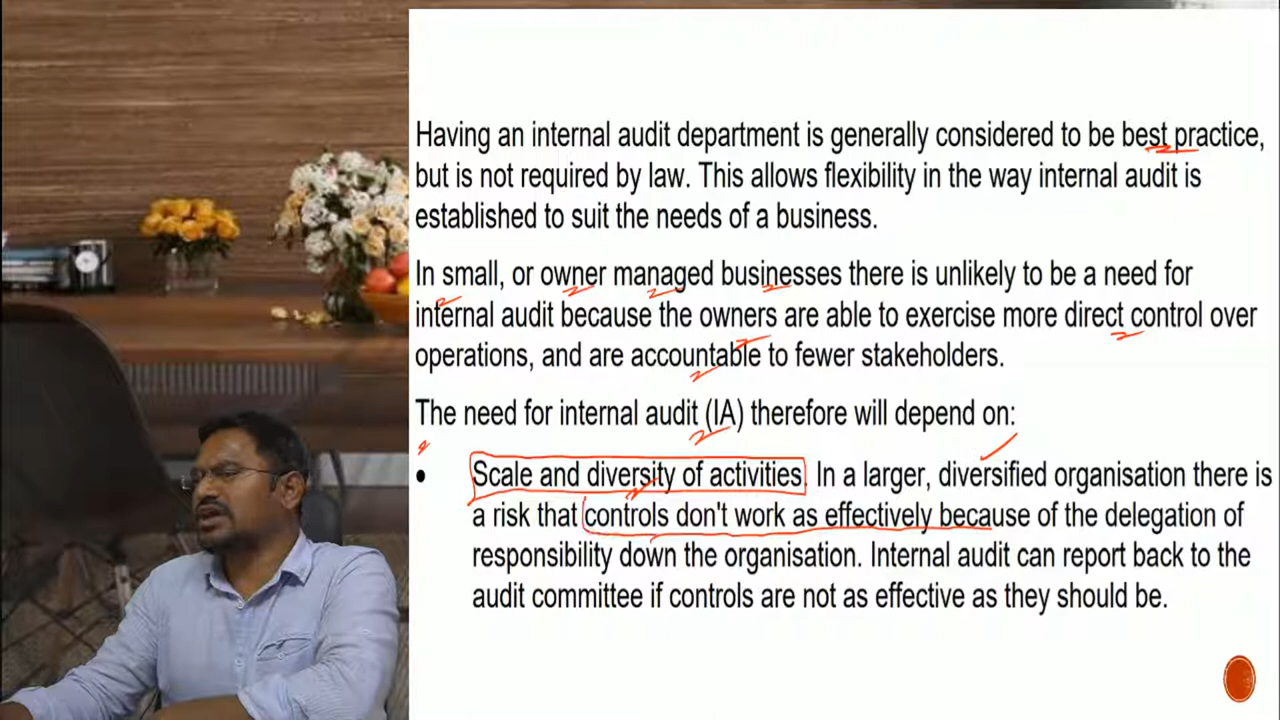 Having an internal audit department is generally considered to be best practice,
but is not required by law. This allows flexibility in the way internal audit is
established to suit the needs of a business.
In small, or owner managed businesses there is unlikely to be a need for
internal audit because the owners are able to exercise more direct control over
operations, and are accountable to fewer stakeholders.
The need for internal audit (IA) therefore will depend on:
• Scale and diversity of activities. In a larger, diversified organisation there is
a risk that controls don't work as effectively because of the delegation of
responsibility down the organisation. Internal audit can report back to the
audit committee if controls are not as effective as they should be.